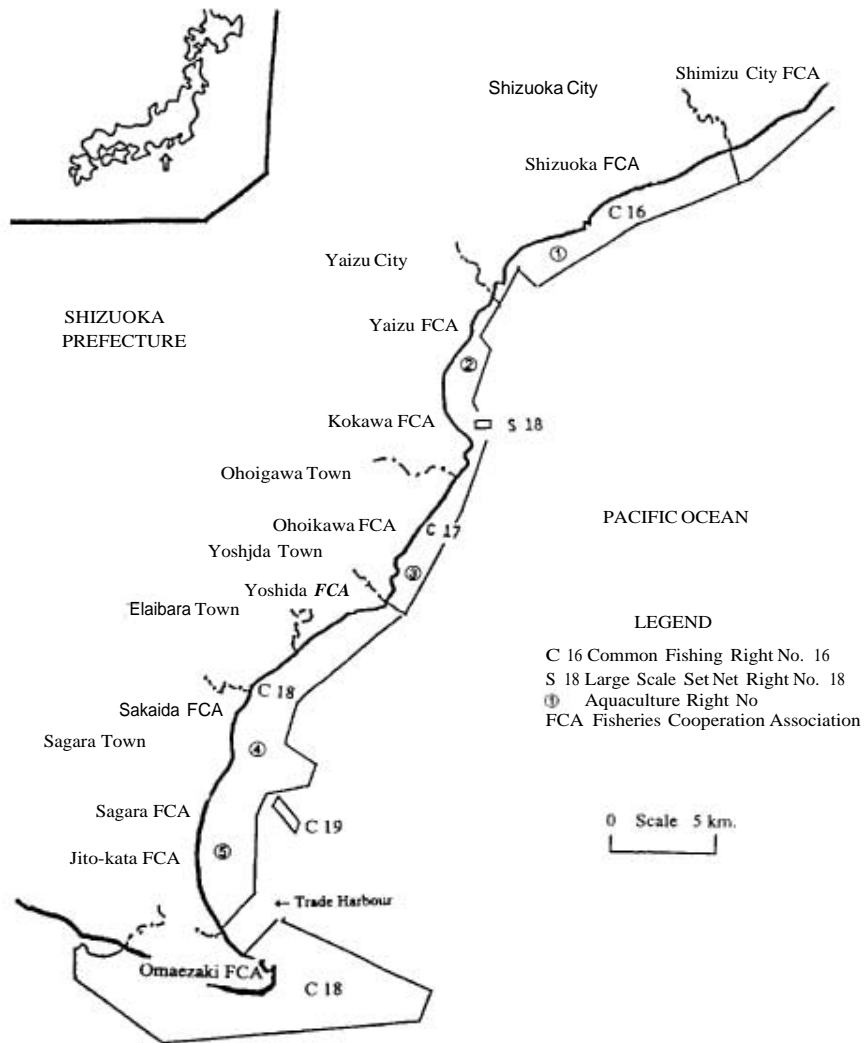 Shimizu City FCA
Shizuoka City
Shizuoka FCA
C 16
①
Yaizu City
SHIZUOKA
PREFECTURE
Yaizu FCA
②
Kokawa FCA
S 18
Ohoigawa Town
Ohoikawa FCA
C 17
PACIFIC OCEAN
Yoshjda Town
③
Yoshida FCA
Elaibara Town
LEGEND
C 16 Common Fishing Right No. 16
S 18 Large Scale Set Net Right No. 18
① Aquaculture Right No
FCA Fisheries Cooperation Association
C 18
Sakaida FCA
Sagara Town
④
Sagara FCA
C 19
0 Scale 5 km.
Jito-kata FCA
⑤
← Trade Harbour
Omaezaki FCA
C 18